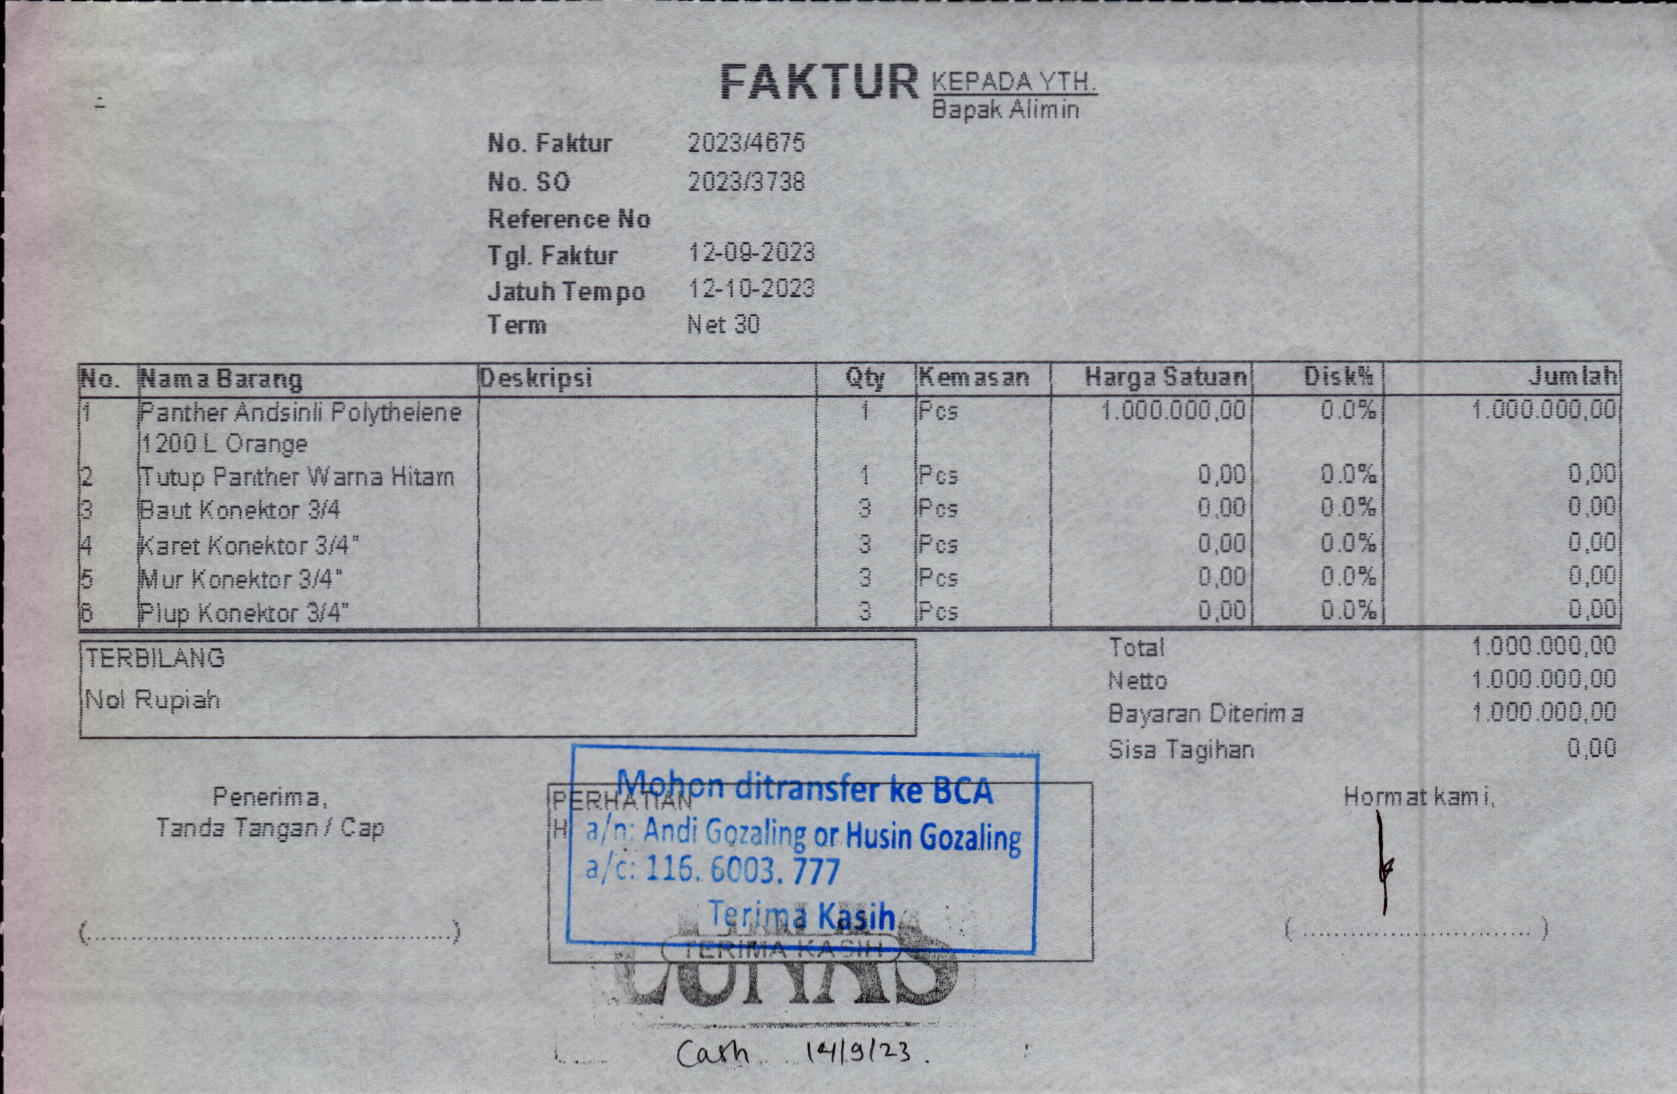 FAKTUR
KEPADA YTH.
Bapak Alimin
No. Faktur 2023/4675
No. SO 2023/3738
Reference No
Tgl. Faktur 12-09-2023
Jatuh Tempo 12-10-2023
Term Net 30
No. Nama Barang Deskripsi Qty Kemasan Harga Satuan Disk% Jumlah
1 Panther Andsinli Polythelene 1 Pcs 1.000.000,00 0.0% 1.000.000,00
1200 L Orange
2 Tutup Panther Warna Hitam 1 Pcs 0,00 0.0% 0,00
3 Baut Konektor 3/4 3 Pcs 0,00 0.0% 0,00
4 Karet Konektor 3/4" 3 Pcs 0,00 0.0% 0,00
5 Mur Konektor 3/4" 3 Pcs 0,00 0.0% 0,00
6 Plup Konektor 3/4" 3 Pcs 0,00 0.0% 0,00
TERBILANG
Nol Rupiah
Total 1.000.000,00
Netto 1.000.000,00
Bayaran Diterima 1.000.000,00
Sisa Tagihan 0,00
Penerima,
Tanda Tangan / Cap
(.................................................)
PERHATIAN
Mohon ditransfer ke BCA
a/n: Andi Gozaling or Husin Gozaling
a/c: 116. 6003. 777
Terima Kasih
TERIMA KASIH
LUNAS
Cash 14/9/23.
Hormat kami,
( ............................... )